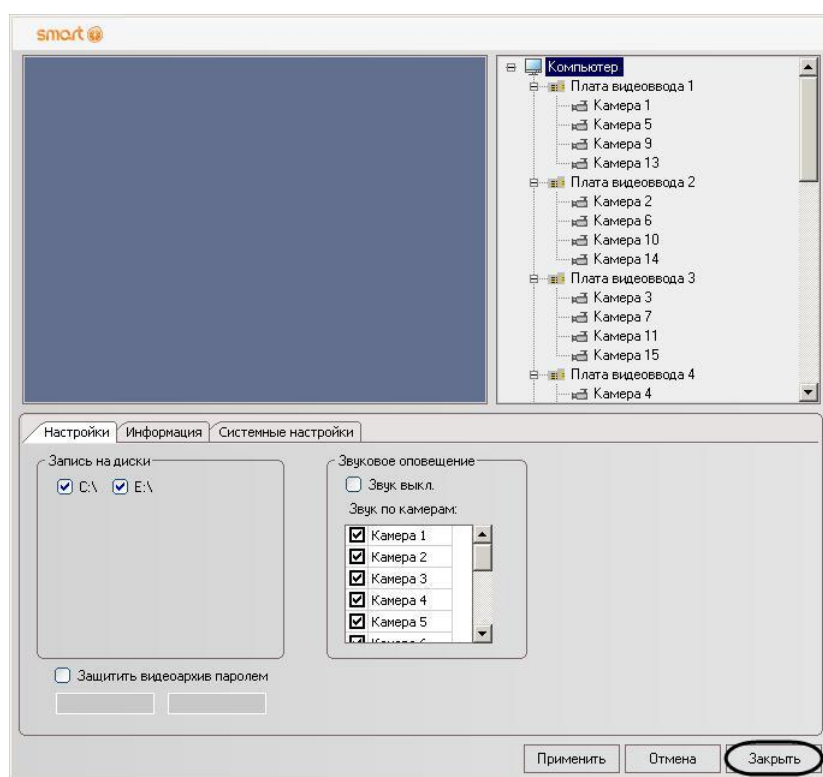 smart
Компьютер
Плата видеоввода 1
Камера 1
Камера 5
Камера 9
Камера 13
Плата видеоввода 2
Камера 2
Камера 6
Камера 10
Камера 14
Плата видеоввода 3
Камера 3
Камера 7
Камера 11
Камера 15
Плата видеоввода 4
Камера 4
Настройки Информация Системные настройки
Запись на диски
C:\ E:\
Звуковое оповещение
Звук выкл.
Звук по камерам:
Камера 1
Камера 2
Камера 3
Камера 4
Камера 5
Защитить видеоархив паролем
Применить Отмена Закрыть